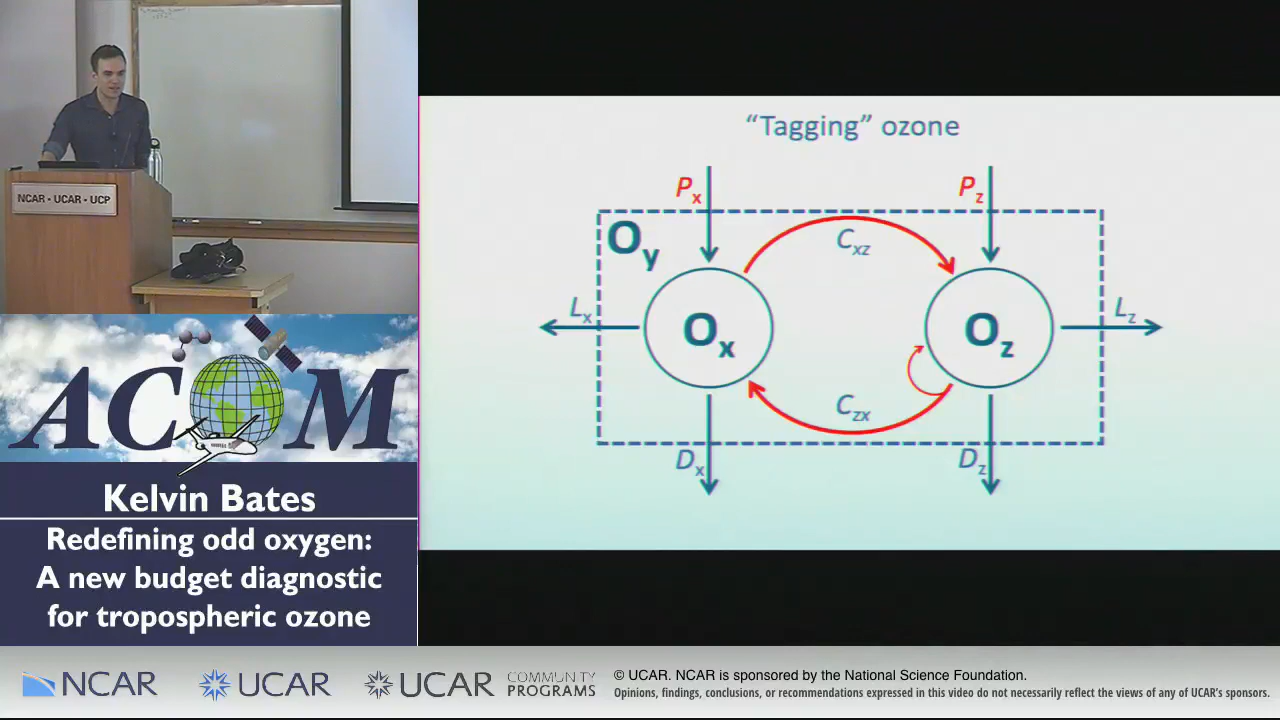 NCAR • UCAR • UCP
"Tagging" ozone
Px
Pz
Oy
Cxz
Lx
Lz
Ox
Oz
Czx
Dx
Dz
ACOM
Kelvin Bates
Redefining odd oxygen:
A new budget diagnostic
for tropospheric ozone
NCAR
UCAR
UCAR
COMMUNITY
PROGRAMS
© UCAR. NCAR is sponsored by the National Science Foundation.
Opinions, findings, conclusions, or recommendations expressed in this video do not necessarily reflect the views of any of UCAR's sponsors.